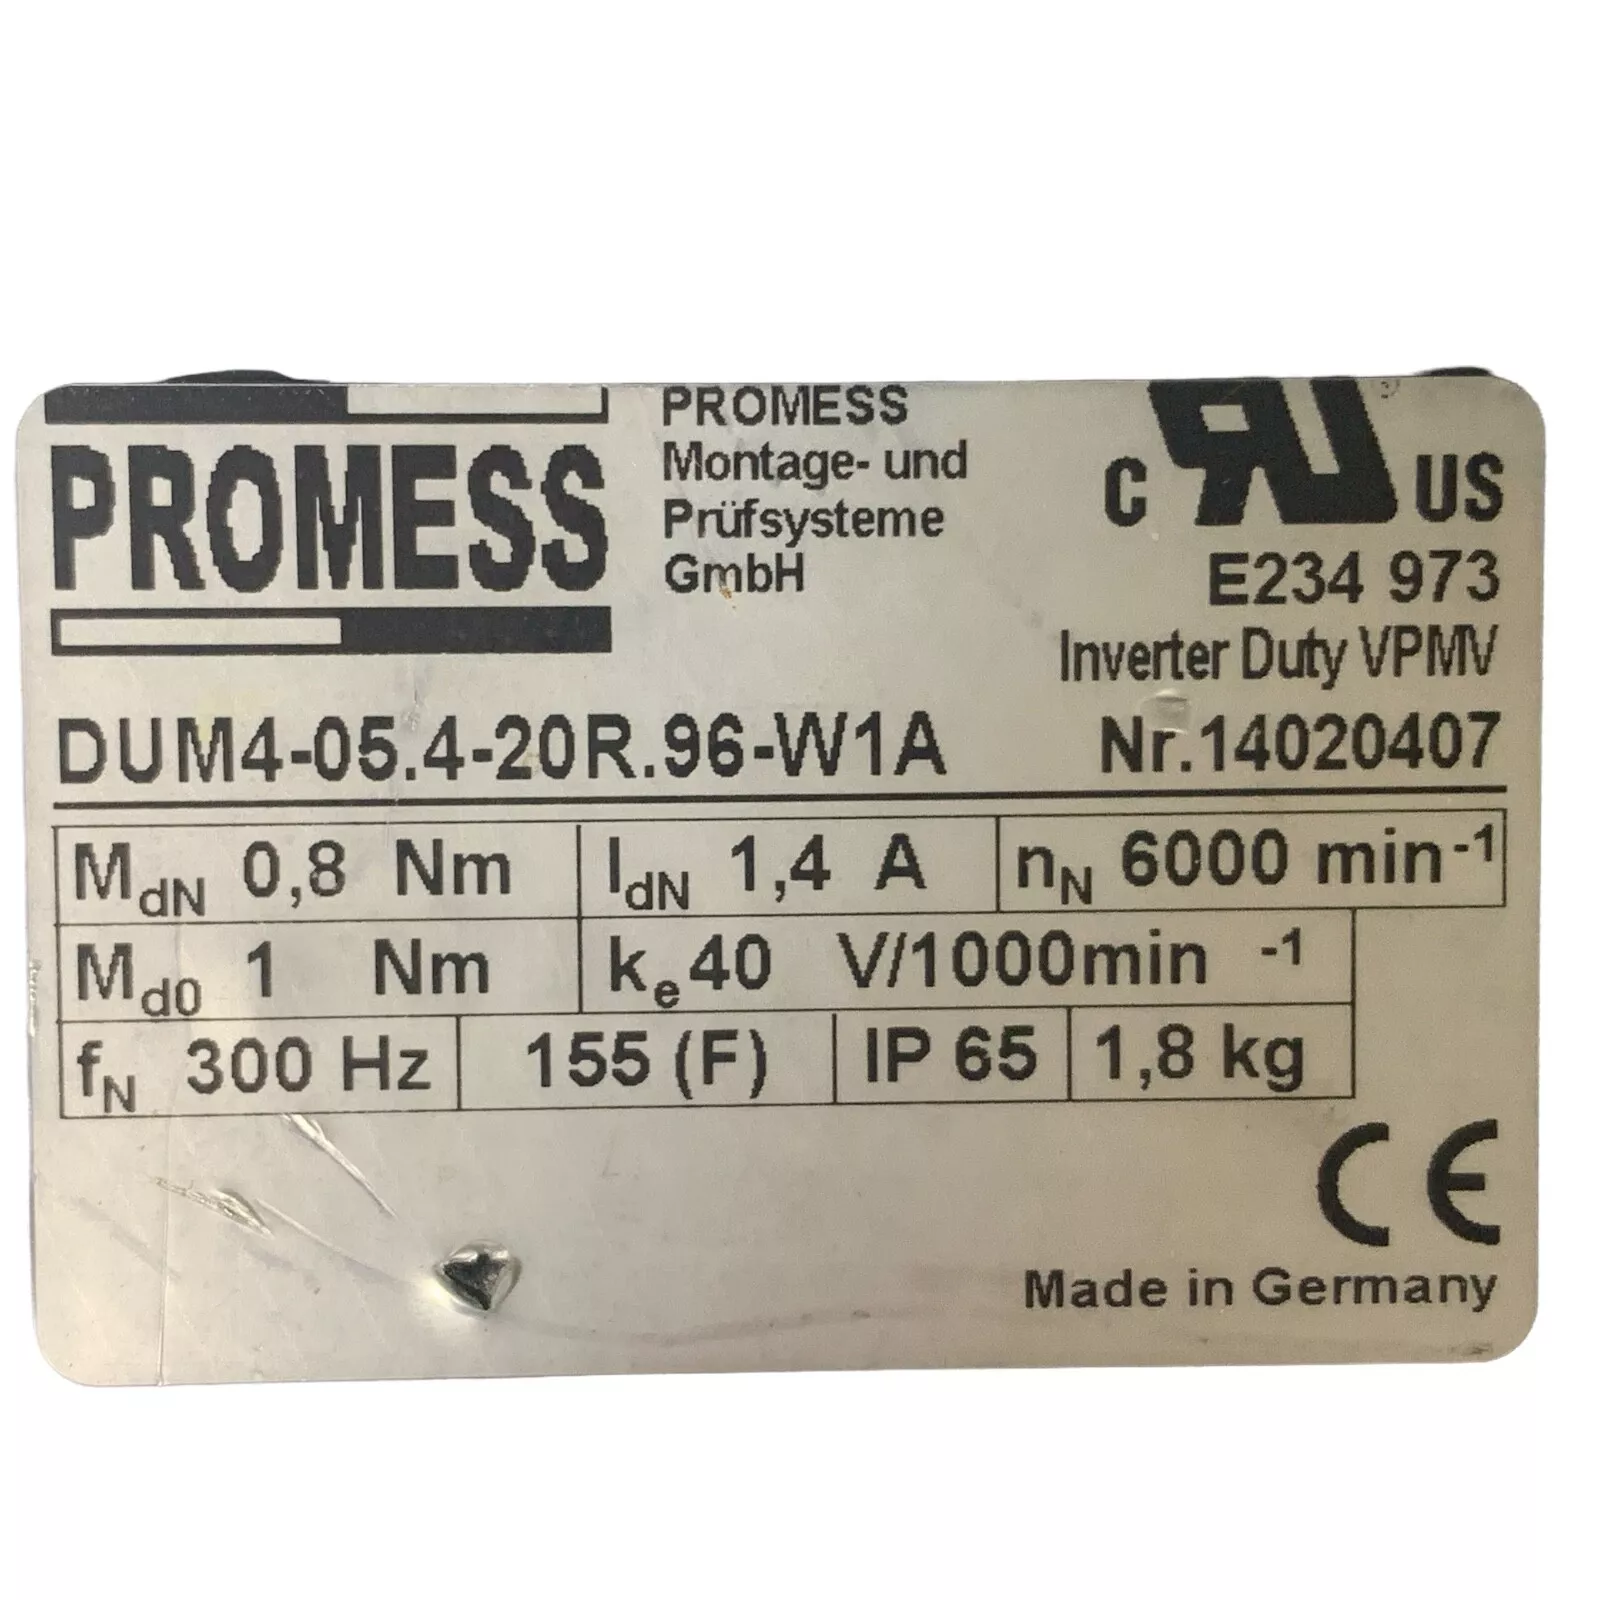 PROMESS
PROMESS
Montage- und
Prüfsysteme
GmbH
C RU US
E234 973
Inverter Duty VPMV
DUM4-05.4-20R.96-W1A Nr.14020407
MdN 0,8 Nm IdN 1,4 A nN 6000 min-1
Md0 1 Nm ke 40 V/1000min -1
fN 300 Hz 155 (F) IP 65 1,8 kg
CE
Made in Germany